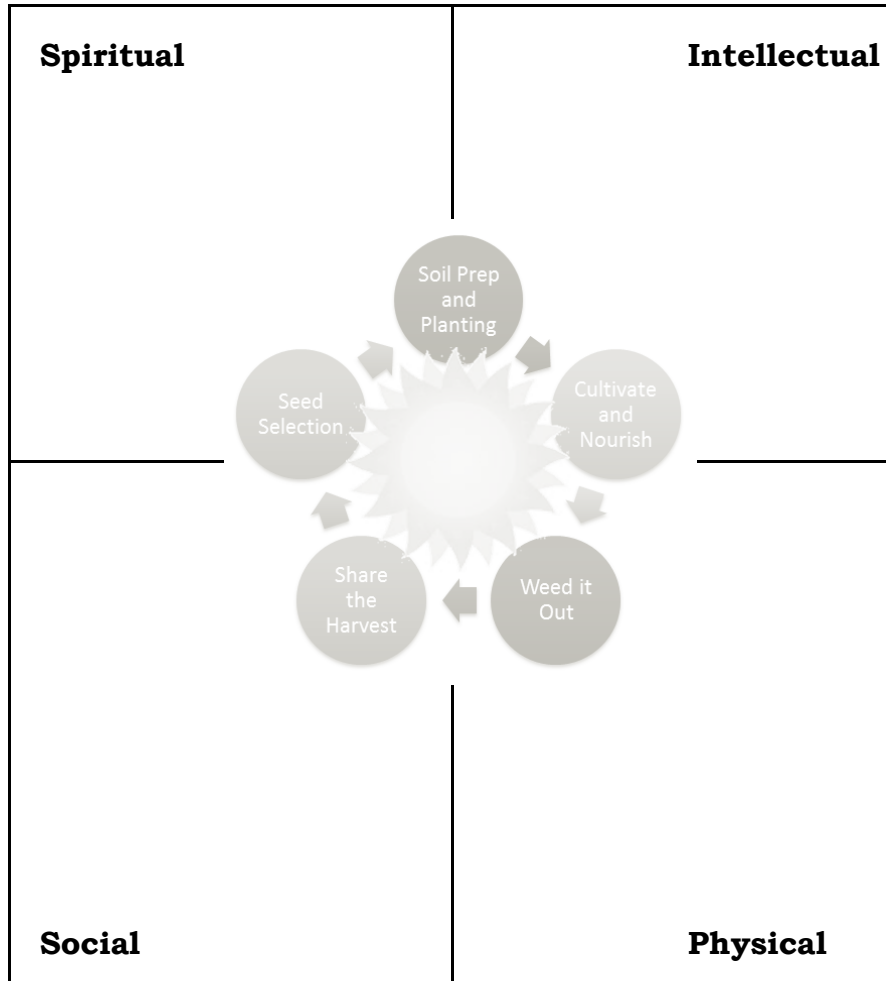 Spiritual
Intellectual
Soil Prep
and
Planting
Seed
Selection
Cultivate
and
Nourish
Share
the
Harvest
Weed it
Out
Social
Physical